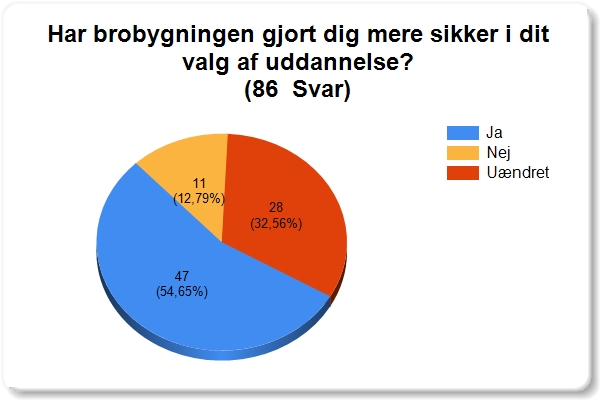 Har brobygningen gjort dig mere sikker i dit
valg af uddannelse?
(86  Svar)
Ja
Nej
Uændret
11
(12,79%)
28
(32,56%)
47
(54,65%)